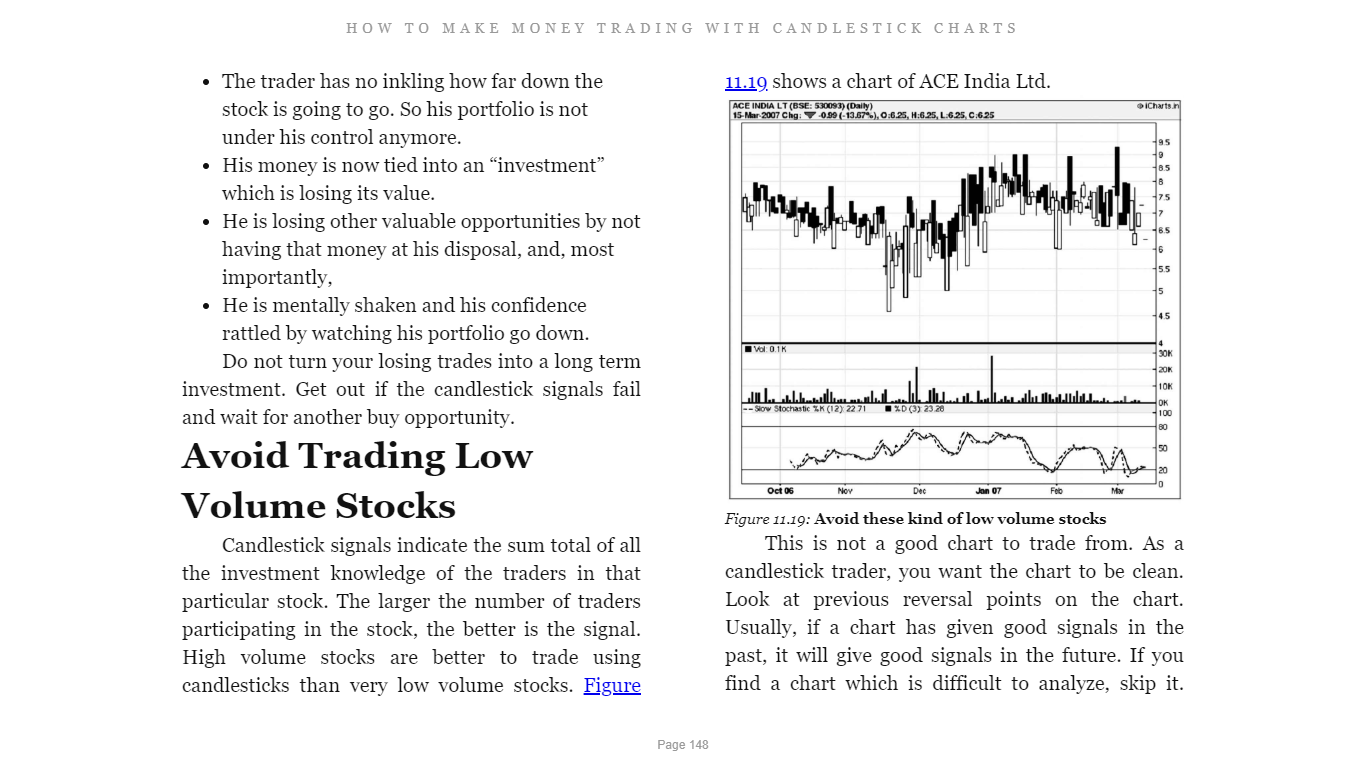 HOW TO MAKE MONEY TRADING WITH CANDLESTICK CHARTS
• The trader has no inkling how far down the
stock is going to go. So his portfolio is not
under his control anymore.
• His money is now tied into an “investment”
which is losing its value.
• He is losing other valuable opportunities by not
having that money at his disposal, and, most
importantly,
• He is mentally shaken and his confidence
rattled by watching his portfolio go down.
Do not turn your losing trades into a long term
investment. Get out if the candlestick signals fail
and wait for another buy opportunity.
Avoid Trading Low
Volume Stocks
Candlestick signals indicate the sum total of all
the investment knowledge of the traders in that
particular stock. The larger the number of traders
participating in the stock, the better is the signal.
High volume stocks are better to trade using
candlesticks than very low volume stocks. Figure
11.19 shows a chart of ACE India Ltd.
ACE INDIA LT (BSE: 530093) (Daily)
© iCharts.in
15-Mar-2007 Chg: ▼ -0.99 (-13.67%), O:6.25, H:6.25, L:6.25, C:6.25
9.5
9
8.5
8
7.5
7
6.5
6
5.5
5
4.5
4
Vol: 0.1K
30K
20K
10K
0K
Slow Stochastic %K (12): 22.71
%D (3): 23.28
100
80
50
20
0
Oct 06
Nov
Dec
Jan 07
Feb
Mar
Figure 11.19: Avoid these kind of low volume stocks
This is not a good chart to trade from. As a
candlestick trader, you want the chart to be clean.
Look at previous reversal points on the chart.
Usually, if a chart has given good signals in the
past, it will give good signals in the future. If you
find a chart which is difficult to analyze, skip it.
Page 148